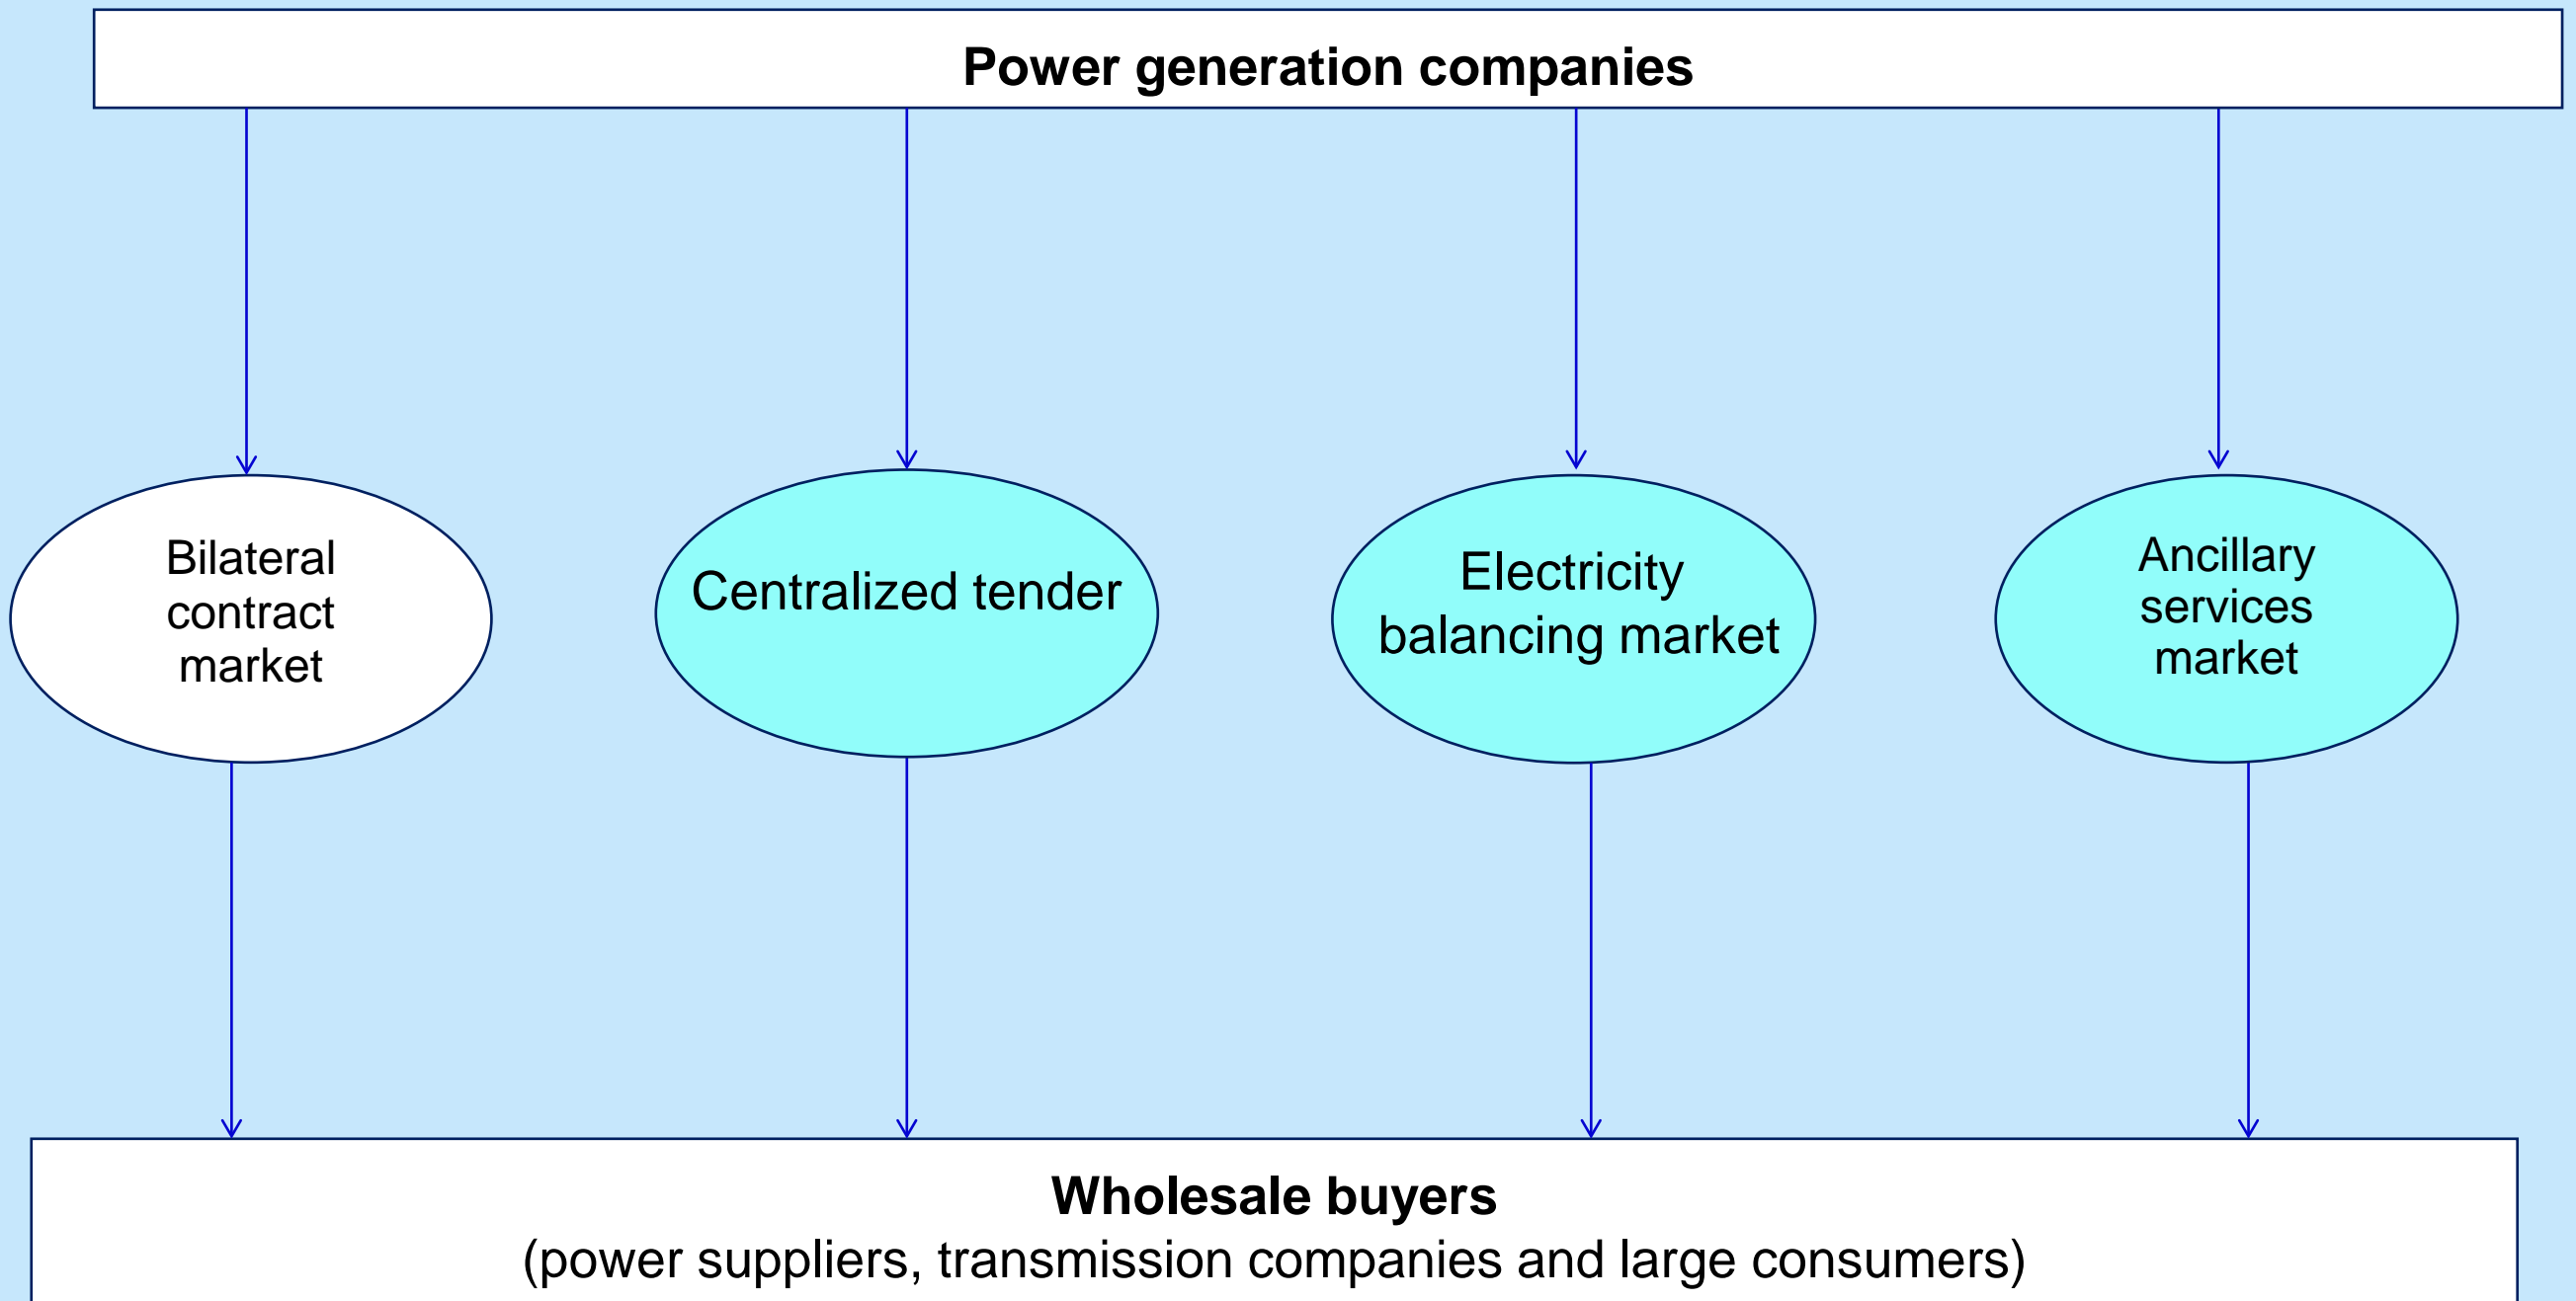 Power generation companies
Bilateral
contract
market
Centralized tender
Electricity
balancing market
Ancillary
services
market
Wholesale buyers
(power suppliers, transmission companies and large consumers)